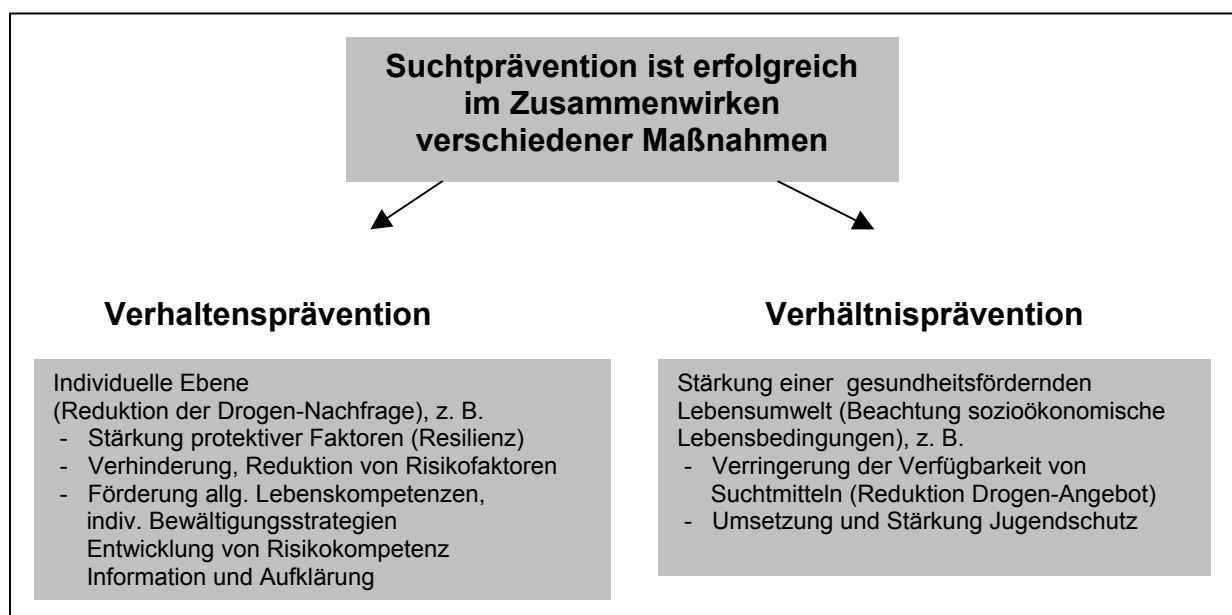 Suchtprävention ist erfolgreich
im Zusammenwirken
verschiedener Maßnahmen
Verhaltensprävention
Individuelle Ebene
(Reduktion der Drogen-Nachfrage), z. B.
- Stärkung protektiver Faktoren (Resilienz)
- Verhinderung, Reduktion von Risikofaktoren
- Förderung allg. Lebenskompetenzen,
indiv. Bewältigungsstrategien
Entwicklung von Risikokompetenz
Information und Aufklärung
Verhältnisprävention
Stärkung einer gesundheitsfördernden
Lebensumwelt (Beachtung sozioökonomische
Lebensbedingungen), z. B.
- Verringerung der Verfügbarkeit von
Suchtmitteln (Reduktion Drogen-Angebot)
- Umsetzung und Stärkung Jugendschutz